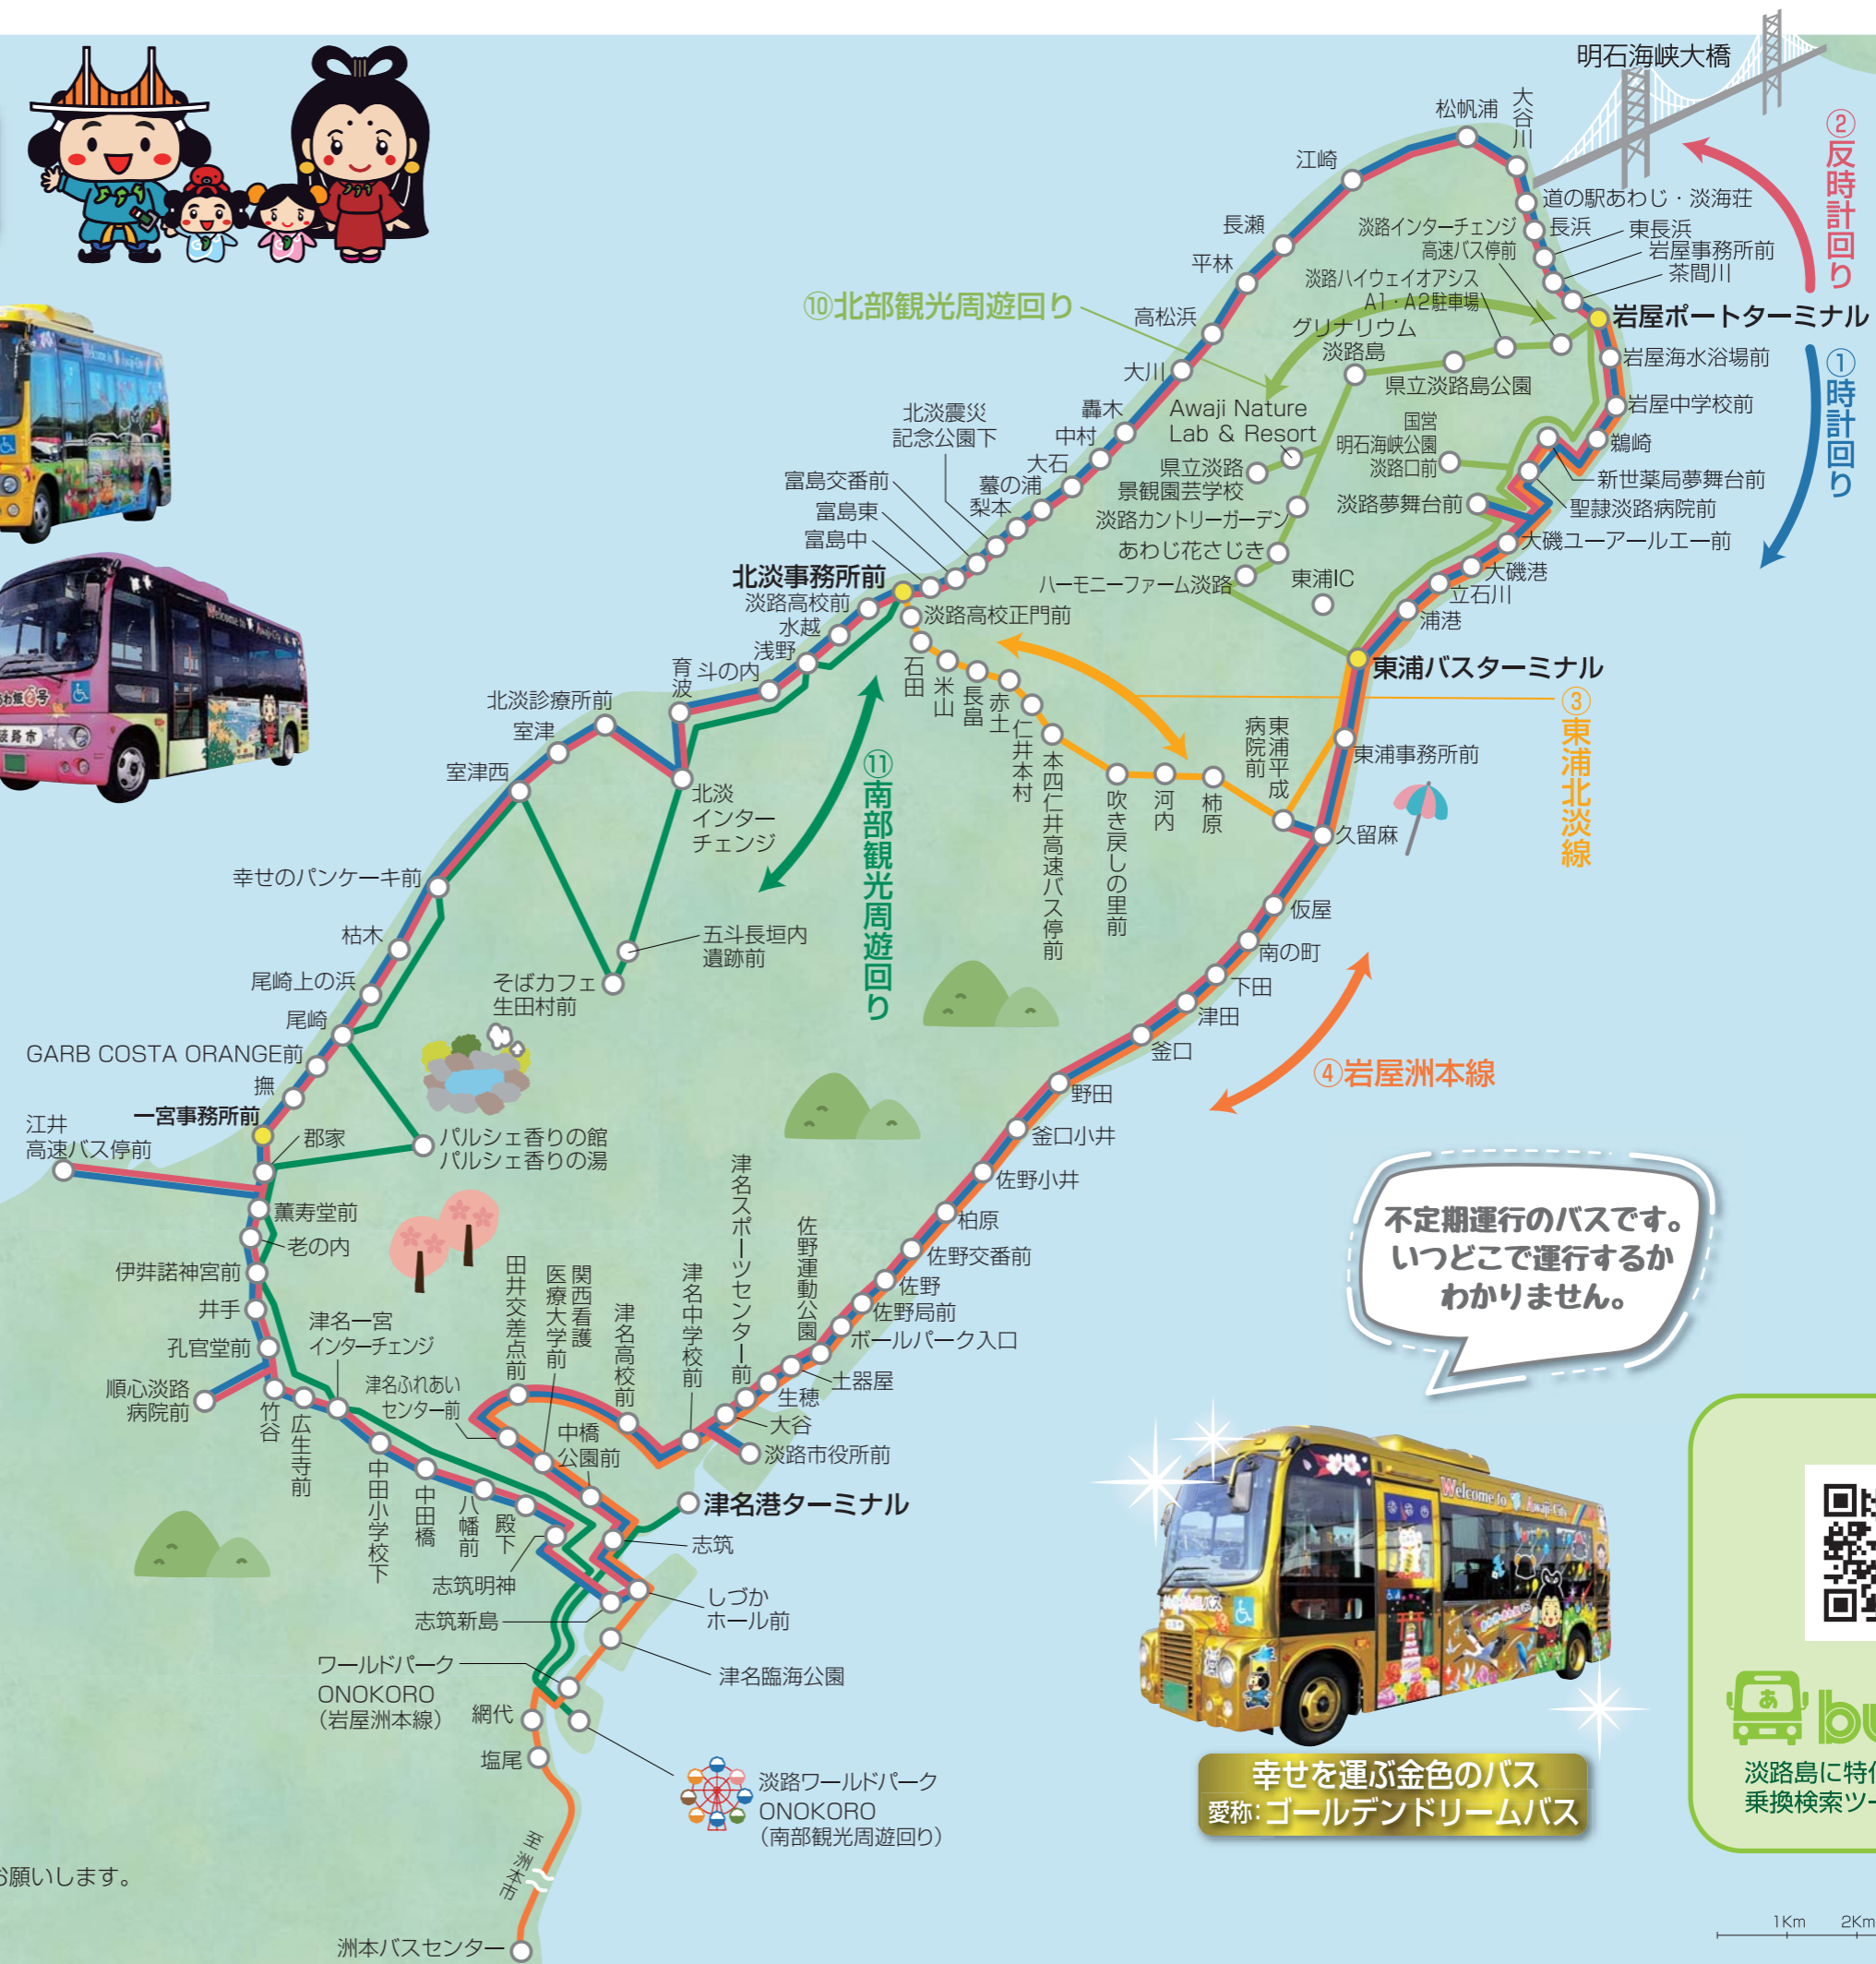 明石海峡大橋
②反時計回り
①時計回り
松帆浦
大谷川
江崎
道の駅あわじ・淡海荘
長浜
東長浜
岩屋事務所前
茶間川
岩屋ポートターミナル
長瀬
平林
高松浜
大川
轟木
中村
大石
蟇の浦
梨本
北淡震災
記念公園下
富島交番前
富島東
富島中
北淡事務所前
⑩北部観光周遊回り
淡路インターチェンジ
高速バス停前
淡路ハイウェイオアシス
A1・A2駐車場
グリナリウム
淡路島
県立淡路島公園
Awaji Nature
Lab & Resort
県立淡路
景観園芸学校
国営
明石海峡公園
淡路口前
淡路カントリーガーデン
あわじ花さじき
ハーモニーファーム淡路
淡路夢舞台前
東浦IC
岩屋海水浴場前
岩屋中学校前
鵜崎
新世薬局夢舞台前
聖隷淡路病院前
大磯ユーアールエー前
大磯港
立石川
浦港
東浦バスターミナル
③東浦北淡線
淡路高校正門前
石田
米山
長畠
赤土
仁井本村
本四仁井高速バス停前
吹き戻しの里前
河内
柿原
東浦平成
病院前
東浦事務所前
久留麻
仮屋
南の町
下田
津田
釜口
④岩屋洲本線
野田
釜口小井
佐野小井
柏原
佐野交番前
佐野
佐野局前
ボールパーク入口
佐野運動公園
土器屋
生穂
津名スポーツセンター前
大谷
淡路市役所前
津名中学校前
津名高校前
関西看護
医療大学前
田井交差点前
津名ふれあい
センター前
中橋
公園前
津名港ターミナル
志筑
しづか
ホール前
津名臨海公園
淡路高校前
水越
浅野
斗の内
育波
北淡診療所前
室津
室津西
北淡
インター
チェンジ
⑪南部観光周遊回り
五斗長垣内
遺跡前
そばカフェ
生田村前
幸せのパンケーキ前
枯木
尾崎上の浜
尾崎
GARB COSTA ORANGE前
撫
一宮事務所前
江井
高速バス停前
郡家
パルシェ香りの館
パルシェ香りの湯
薫寿堂前
老の内
伊弉諾神宮前
井手
孔官堂前
順心淡路
病院前
竹谷
広生寺前
津名一宮
インターチェンジ
中田小学校下
中田橋
八幡前
殿下
志筑明神
志筑新島
ワールドパーク
ONOKORO
（岩屋洲本線）
網代
塩尾
淡路ワールドパーク
ONOKORO
（南部観光周遊回り）
至洲本市
洲本バスセンター
不定期運行のバスです。
いつどこで運行するか
わかりません。
Welcome to Awaji-City
幸せを運ぶ金色のバス
愛称：ゴールデンドリームバス
あ
bu
淡路島に特化
乗換検索ツー
お願いします。
1Km 2Km